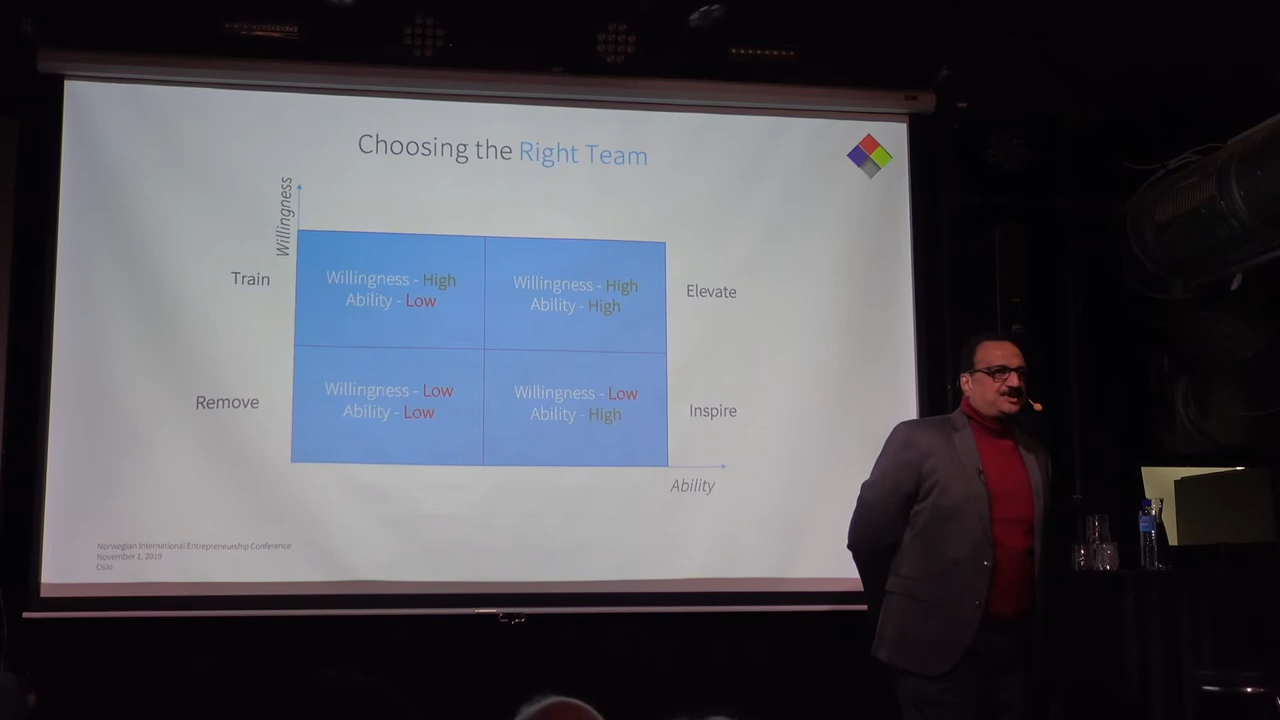 Choosing the Right Team
Willingness
Train
Willingness - High
Ability - Low
Willingness - High
Ability - High
Elevate
Remove
Willingness - Low
Ability - Low
Willingness - Low
Ability - High
Inspire
Ability
Norwegian International Entrepreneurship Conference
November 1, 2019
Oslo